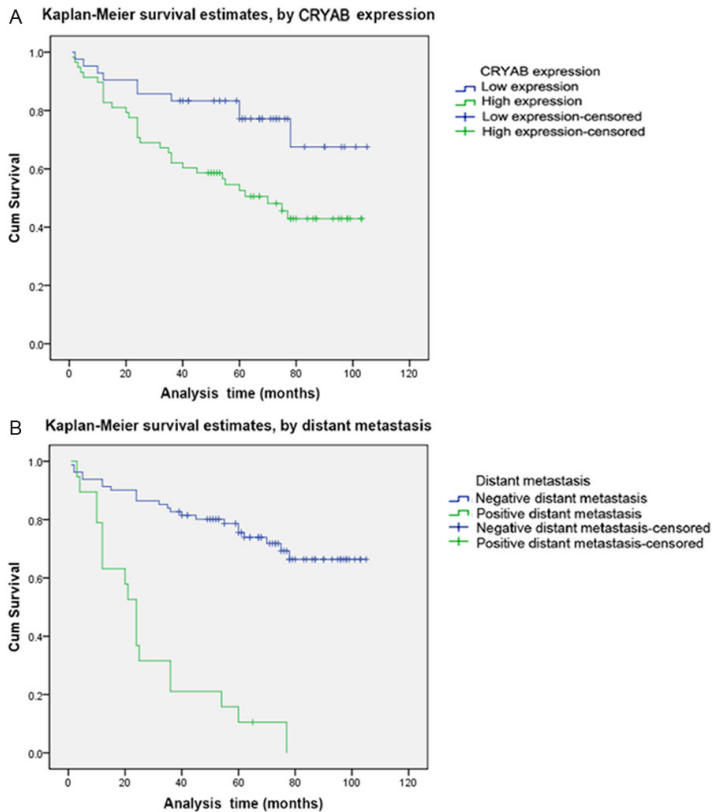 A
Kaplan-Meier survival estimates, by CRYAB expression
1.0
0.8
0.6
0.4
0.2
0.0
Cum Survival
0 20 40 60 80 100 120
Analysis time (months)
CRYAB expression
Low expression
High expression
Low expression-censored
High expression-censored
B
Kaplan-Meier survival estimates, by distant metastasis
1.0
0.8
0.6
0.4
0.2
0.0
Cum Survival
0 20 40 60 80 100 120
Analysis time (months)
Distant metastasis
Negative distant metastasis
Positive distant metastasis
Negative distant metastasis-censored
Positive distant metastasis-censored